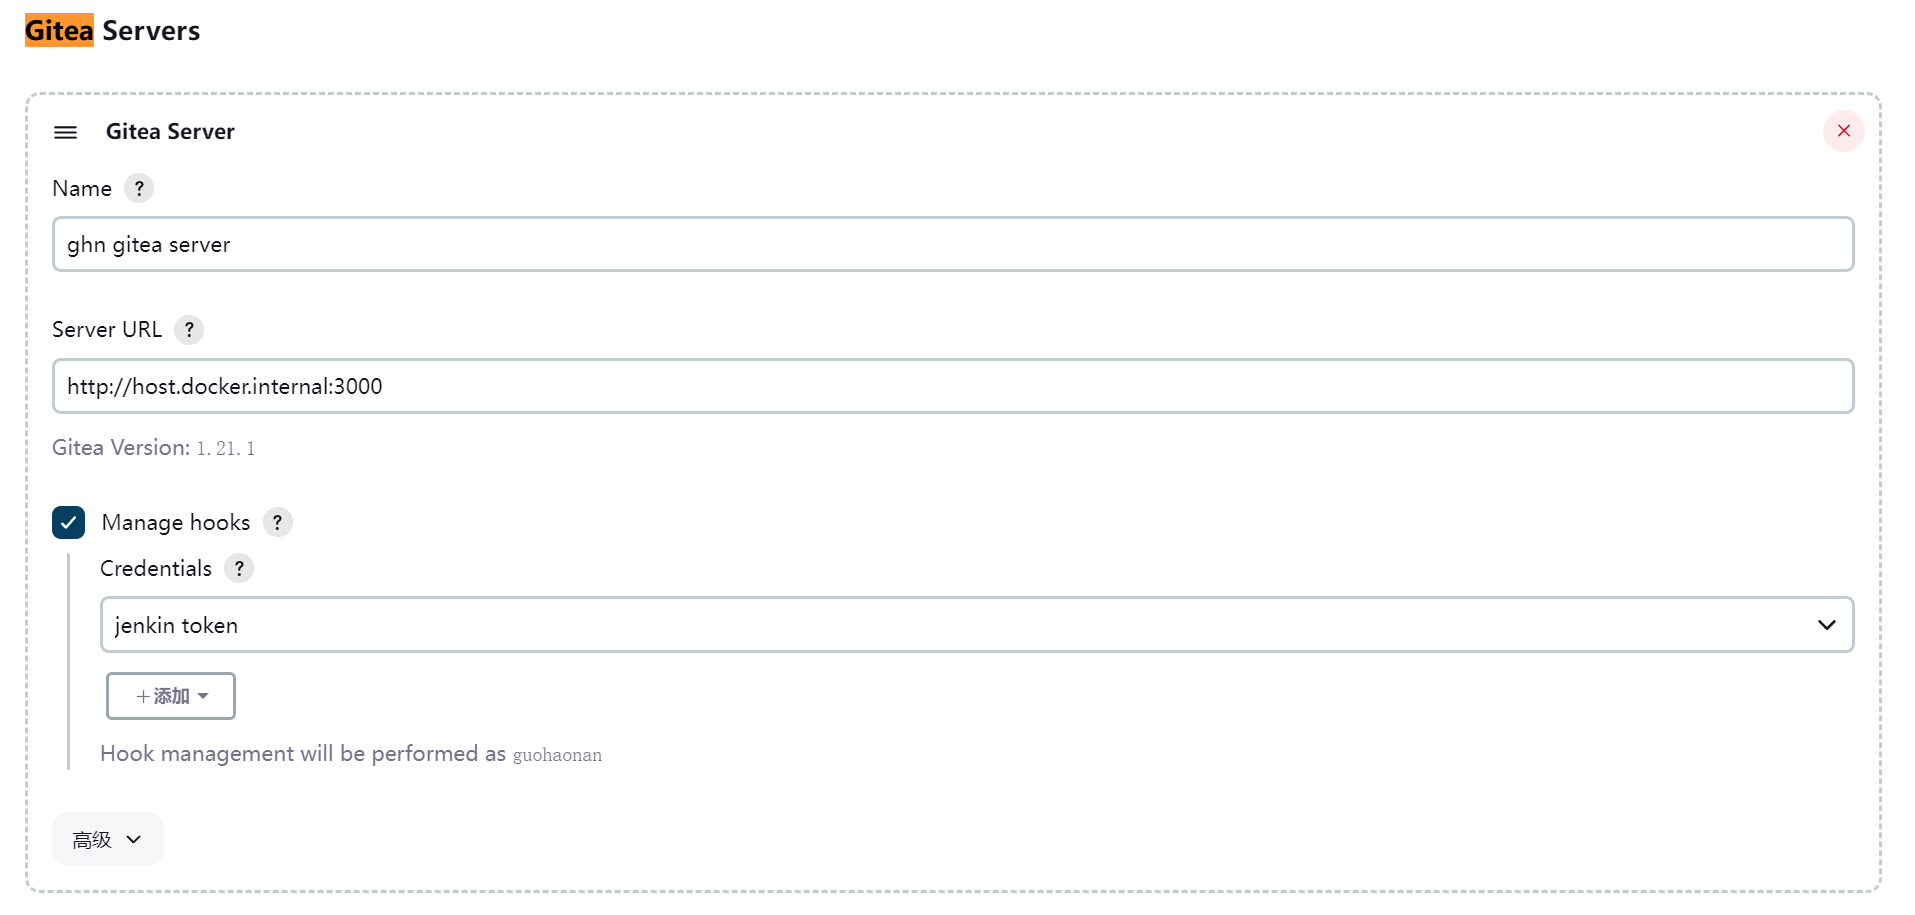 Gitea Servers
Gitea Server
Name ?
ghn gitea server
Server URL ?
http://host.docker.internal:3000
Gitea Version: 1.21.1
Manage hooks ?
Credentials ?
jenkin token
+添加
Hook management will be performed as guohaonan
高级